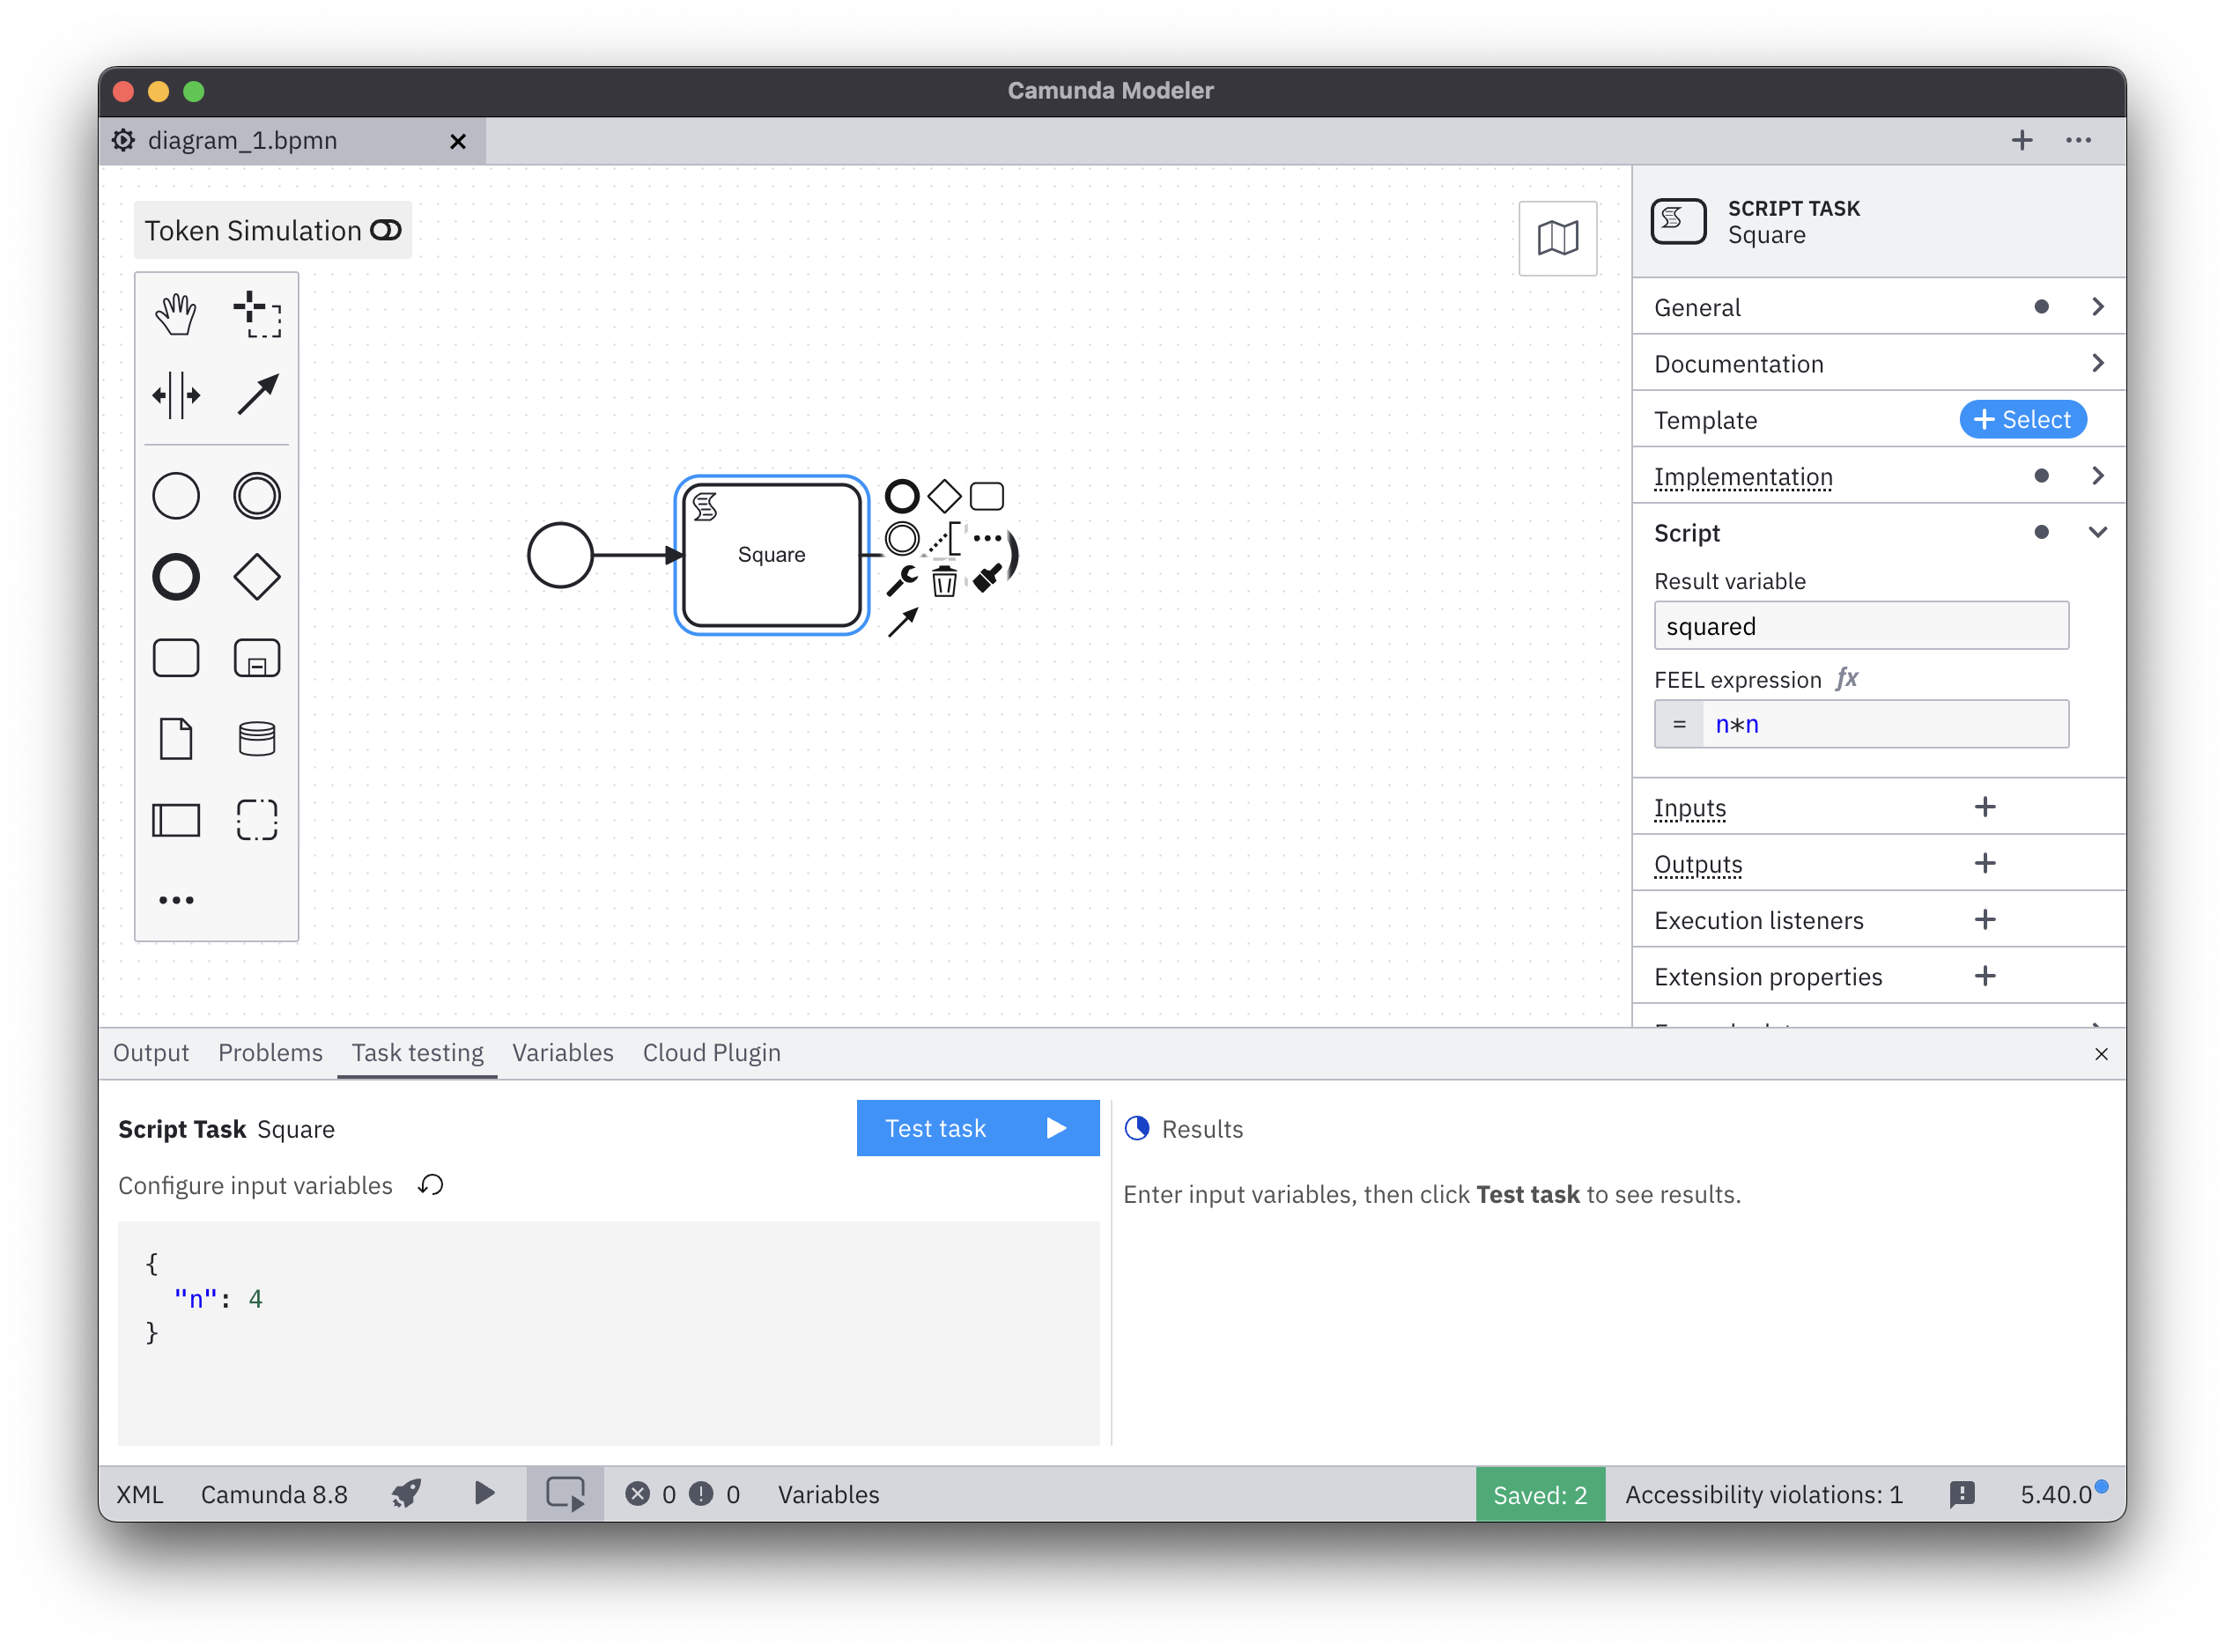 Camunda Modeler
diagram_1.bpmn
Token Simulation
Square
SCRIPT TASK
Square
General
Documentation
Template
Select
Implementation
Script
Result variable
squared
FEEL expression fx
= n*n
Inputs
Outputs
Execution listeners
Extension properties
Output Problems Task testing Variables Cloud Plugin
Script Task Square
Test task
Configure input variables
{
"n": 4
}
Results
Enter input variables, then click Test task to see results.
XML Camunda 8.8 0 0 Variables Saved: 2 Accessibility violations: 1 5.40.0